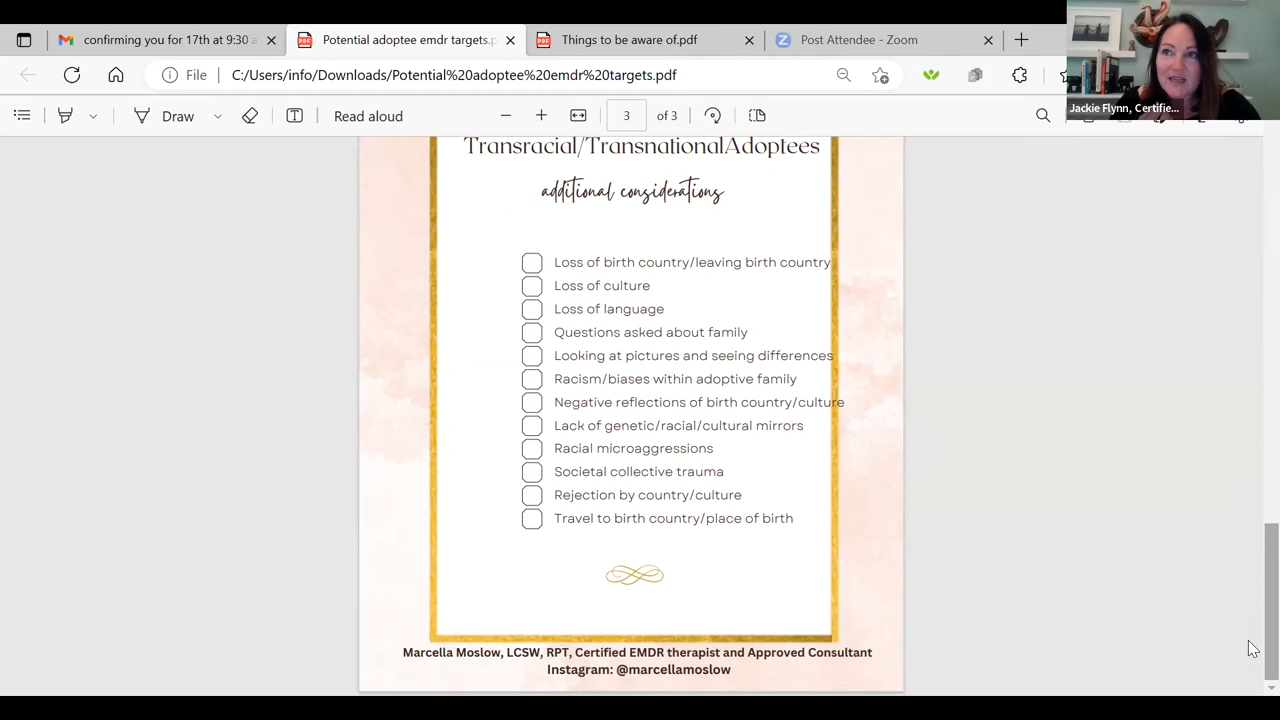 confirming you for 17th at 9:30 a
Potential adoptee emdr targets.p
Things to be aware of.pdf
Post Attendee - Zoom
File
C:/Users/info/Downloads/Potential%20adoptee%20emdr%20targets.pdf
Draw
Read aloud
3
of 3
Jackie Flynn, Certifie...
Transracial/TransnationalAdoptees
additional considerations
Loss of birth country/leaving birth country
Loss of culture
Loss of language
Questions asked about family
Looking at pictures and seeing differences
Racism/biases within adoptive family
Negative reflections of birth country/culture
Lack of genetic/racial/cultural mirrors
Racial microaggressions
Societal collective trauma
Rejection by country/culture
Travel to birth country/place of birth
Marcella Moslow, LCSW, RPT, Certified EMDR therapist and Approved Consultant
Instagram: @marcellamoslow